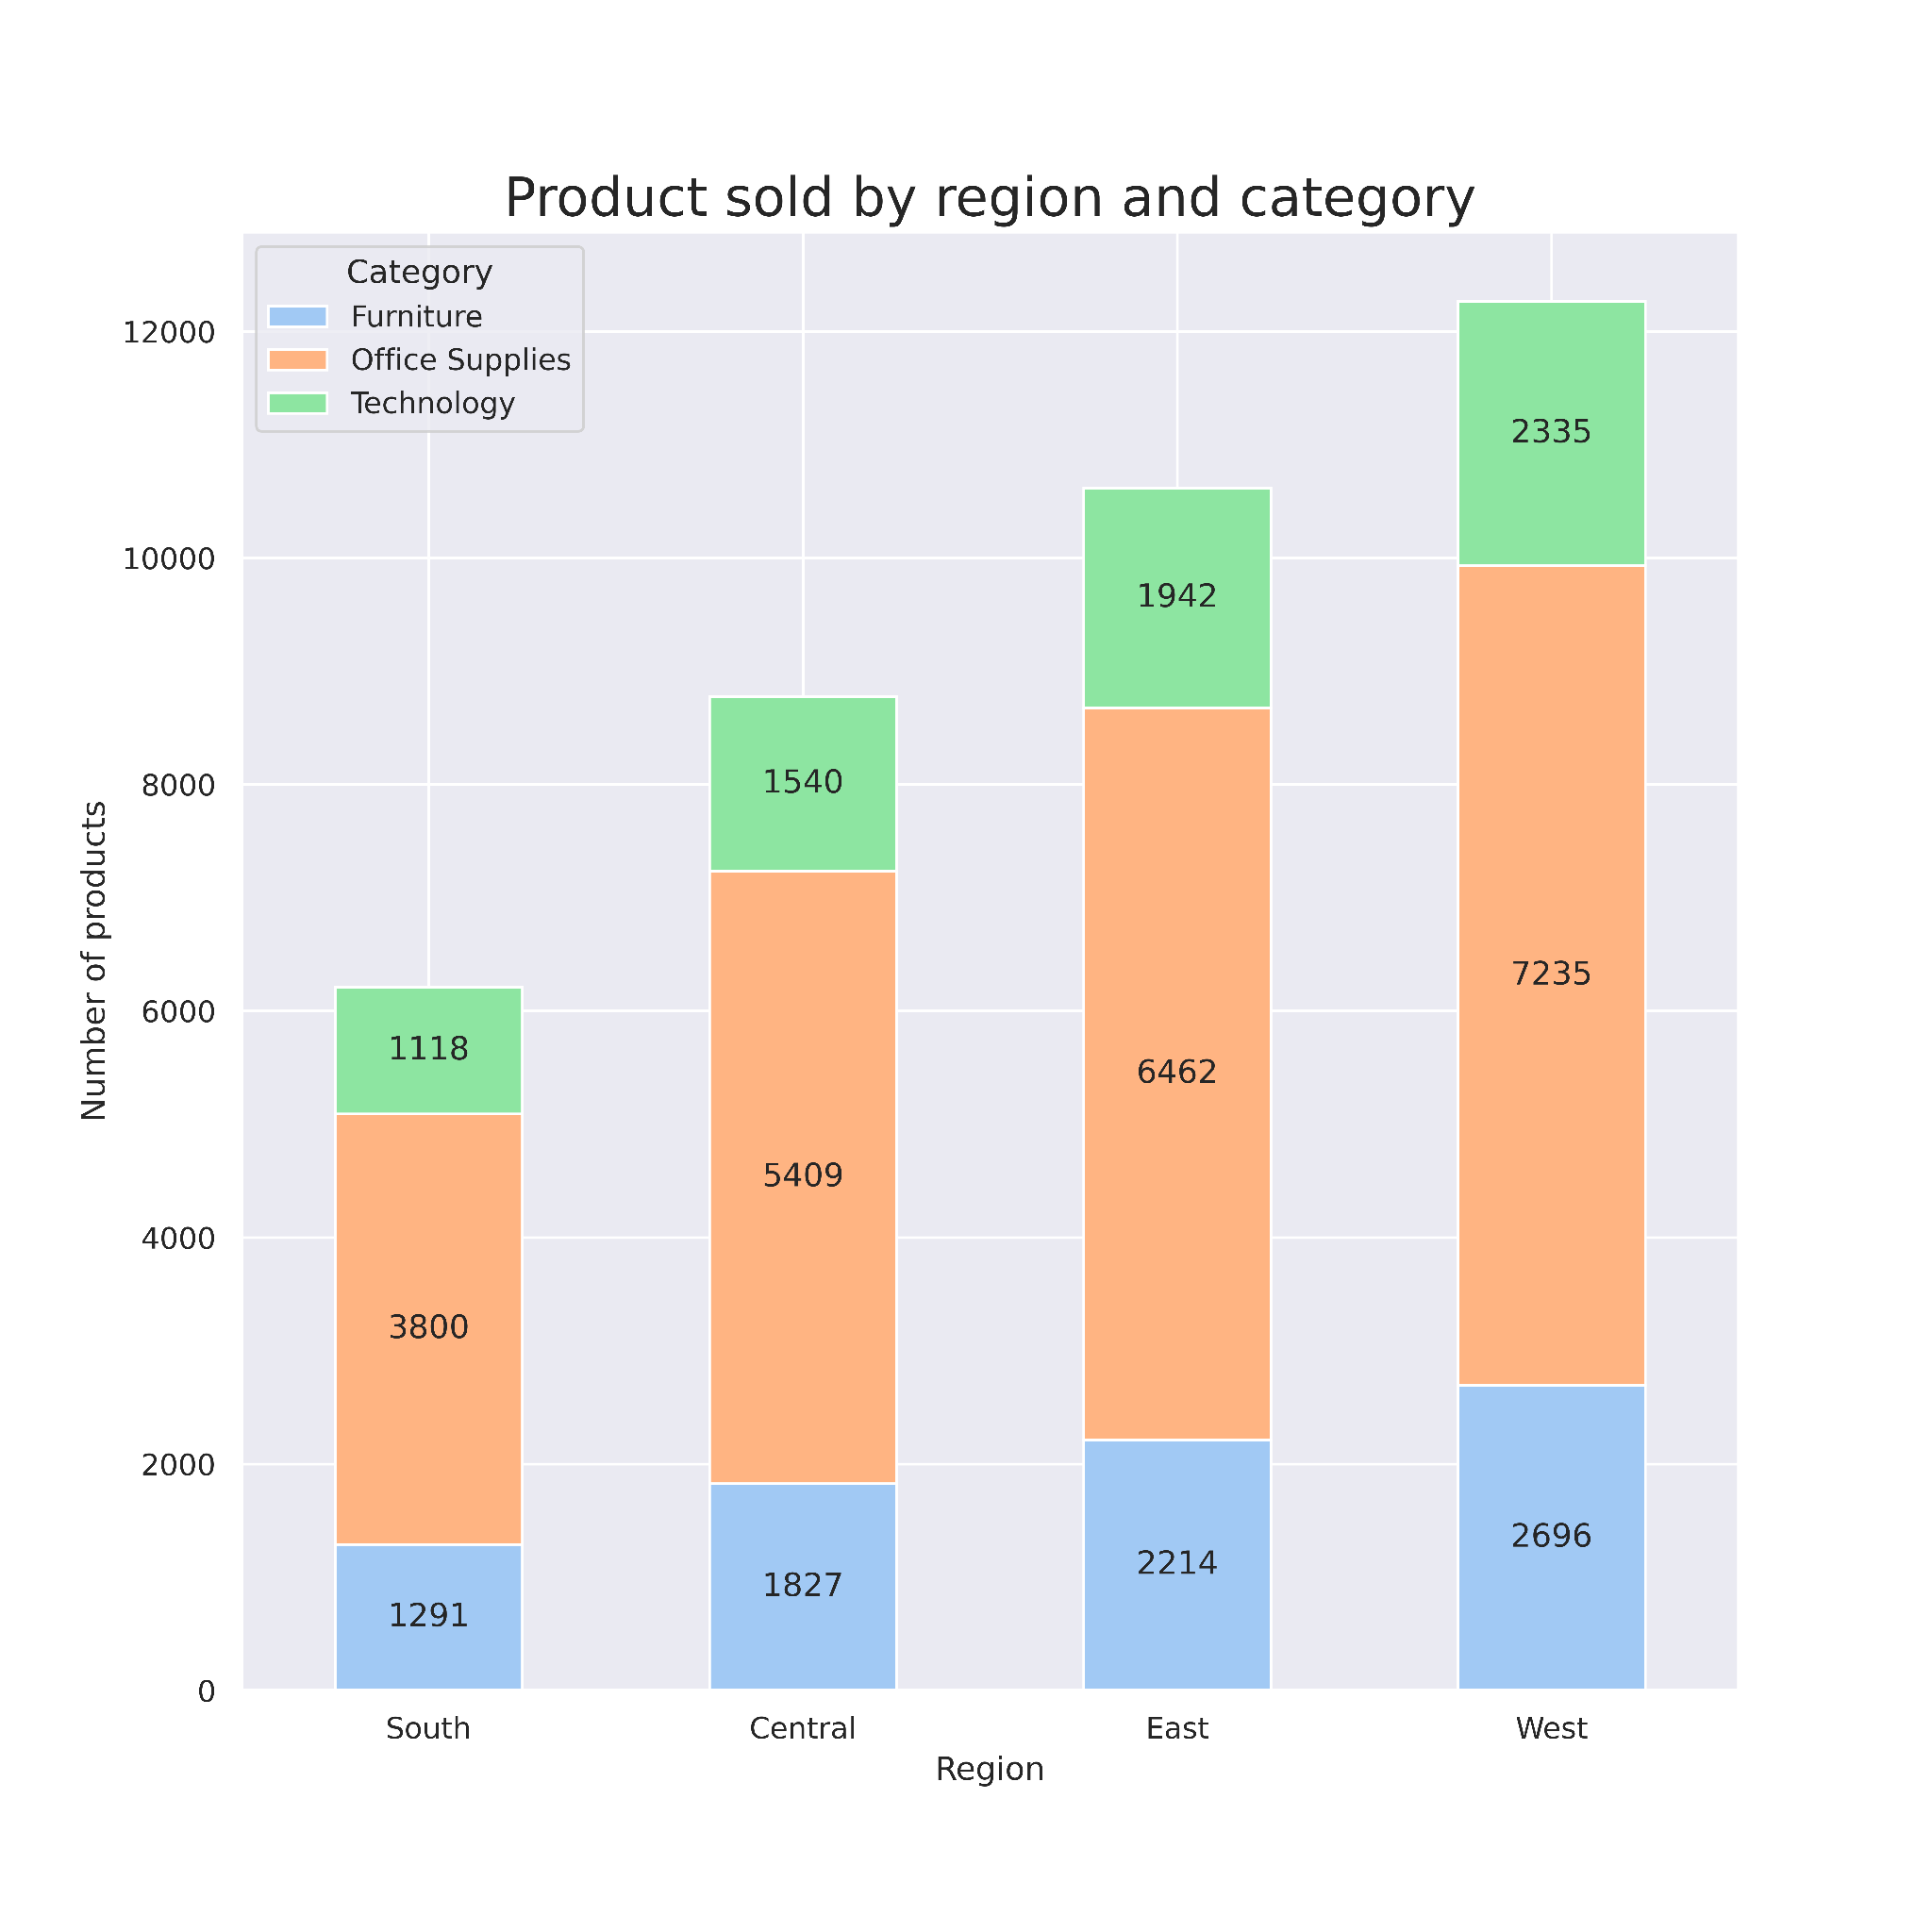 Product sold by region and category
Category
Furniture
Office Supplies
Technology
12000
10000
8000
6000
4000
2000
0
Number of products
1118
3800
1291
1540
5409
1827
1942
6462
2214
2335
7235
2696
South
Central
East
West
Region